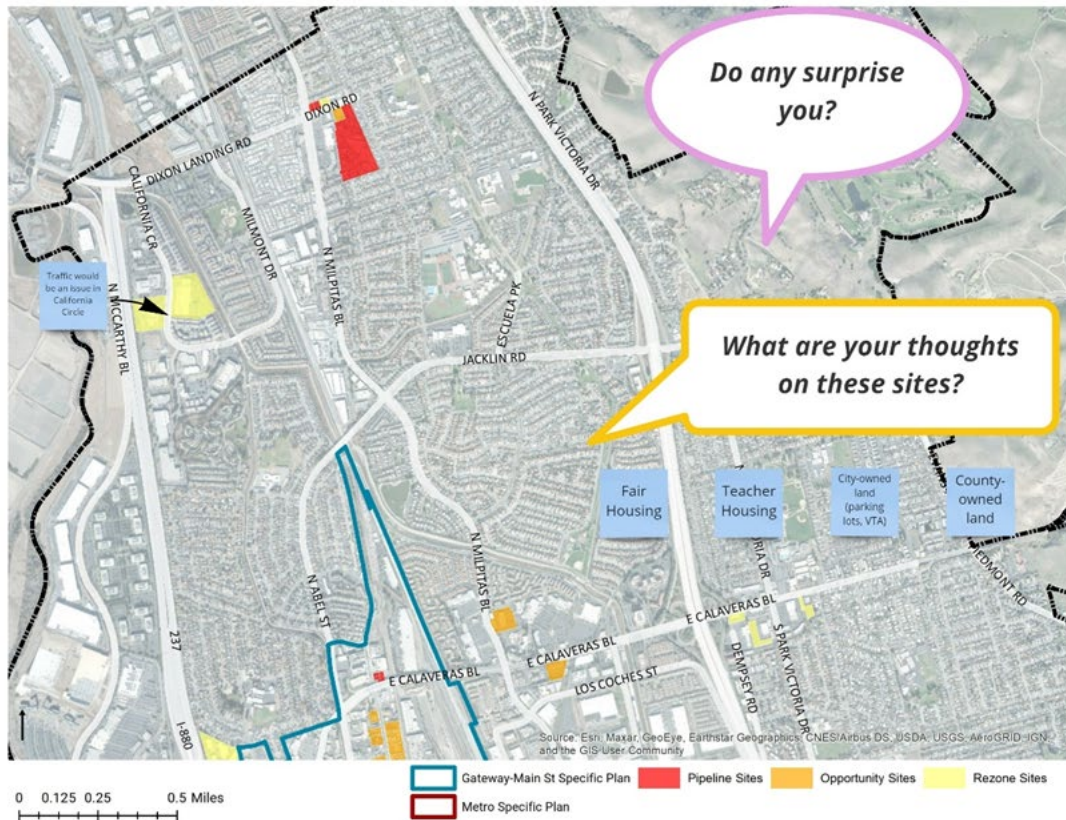 Do any surprise
you?
DIXON RD
DIXON LANDING RD
N PARK VICTORIA DR
CALIFORNIA CR
MILMONT DR
N MILPITAS BL
Traffic would
be an issue in
California
Circle
N MCCARTHY BL
ESCUELA PK
JACKLIN RD
What are your thoughts
on these sites?
Fair
Housing
Teacher
Housing
City-owned
land
(parking
lots, VTA)
County-
owned
land
PIEDMONT RD
N MILPITAS BL
N ABEL ST
E CALAVERAS BL
E CALAVERAS BL
E CALAVERAS BL
LOS COCHES ST
DEMPSEY RD
S PARK VICTORIA DR
237
I-880
Source: Esri, Maxar, GeoEye, Earthstar Geographics, CNES/Airbus DS, USDA, USGS, AeroGRID, IGN,
and the GIS User Community
Gateway-Main St Specific Plan
Pipeline Sites
Opportunity Sites
Rezone Sites
Metro Specific Plan
0 0.125 0.25 0.5 Miles